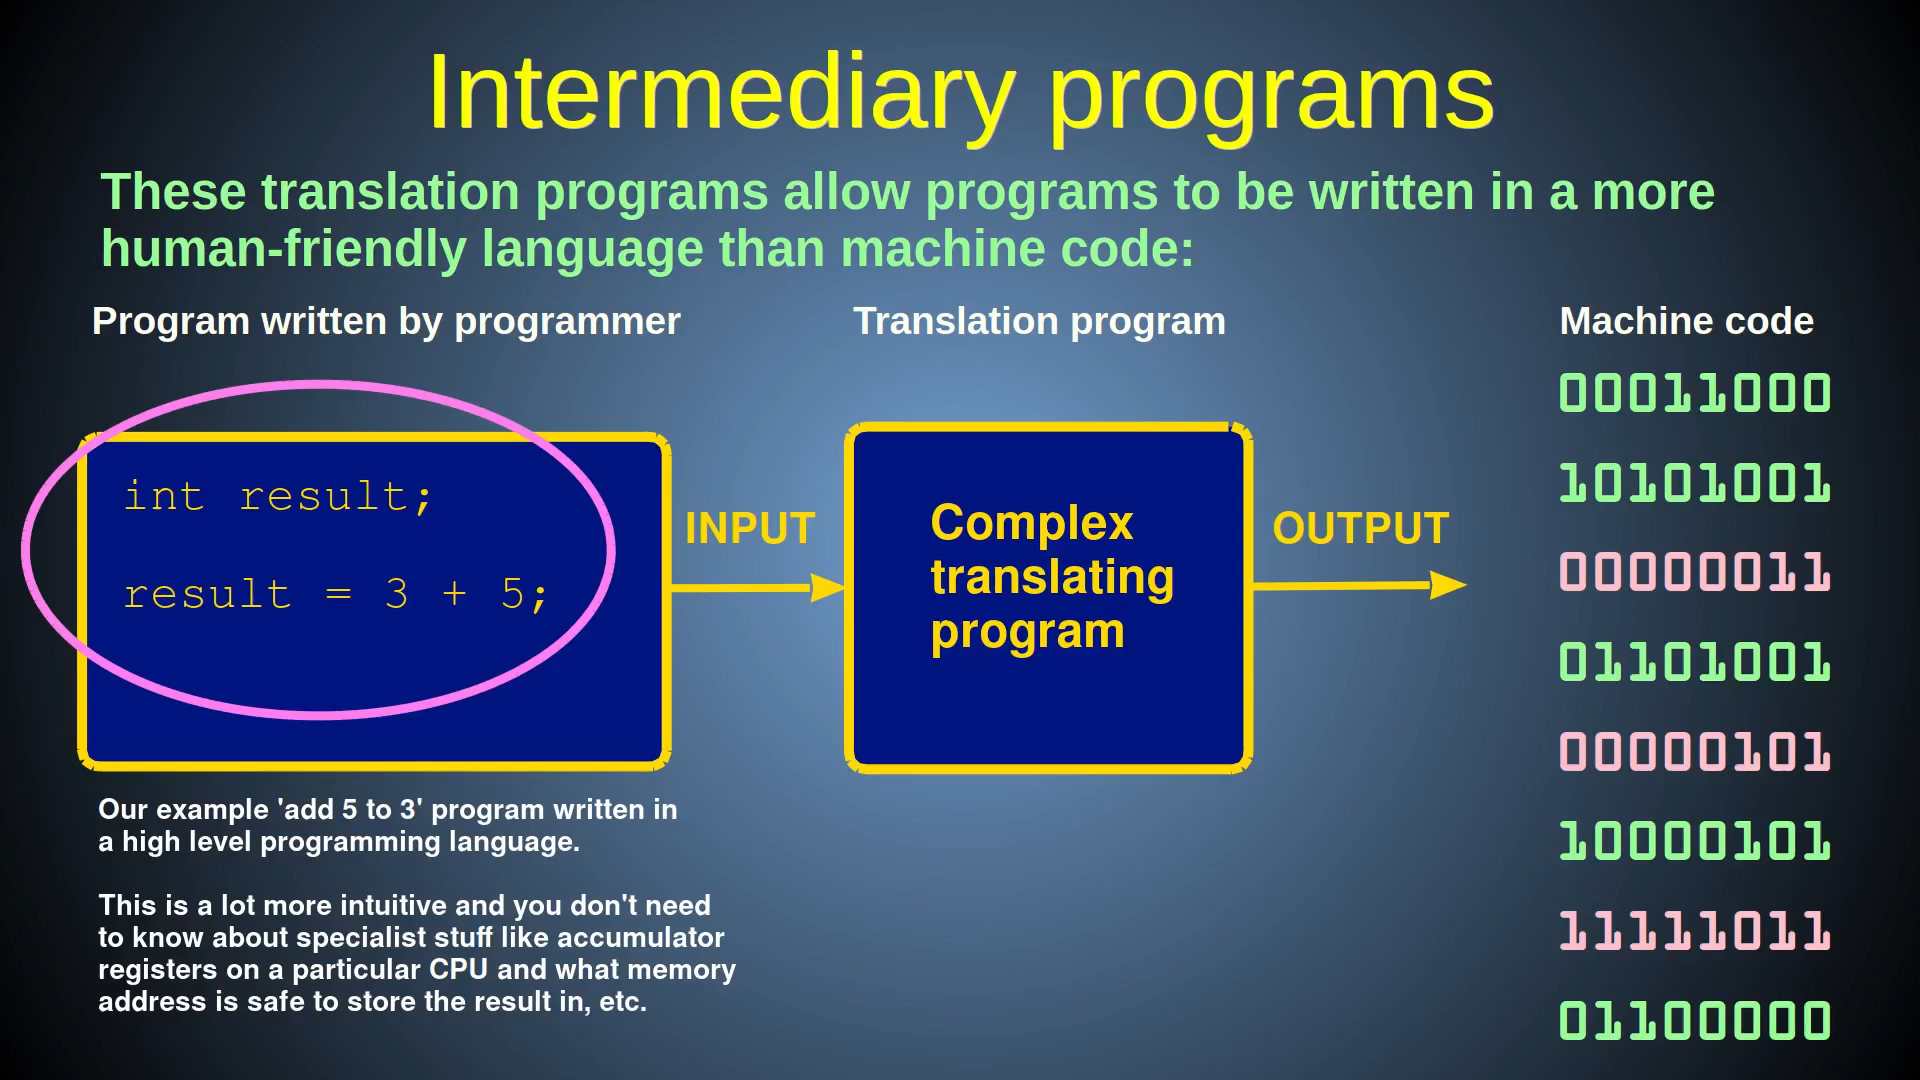 Intermediary programs
These translation programs allow programs to be written in a more
human-friendly language than machine code:
Program written by programmer
int result;
result = 3 + 5;
Our example 'add 5 to 3' program written in
a high level programming language.
This is a lot more intuitive and you don't need
to know about specialist stuff like accumulator
registers on a particular CPU and what memory
address is safe to store the result in, etc.
INPUT
Translation program
Complex
translating
program
OUTPUT
Machine code
00011000
10101001
00000011
01101001
00000101
10000101
11111011
01100000